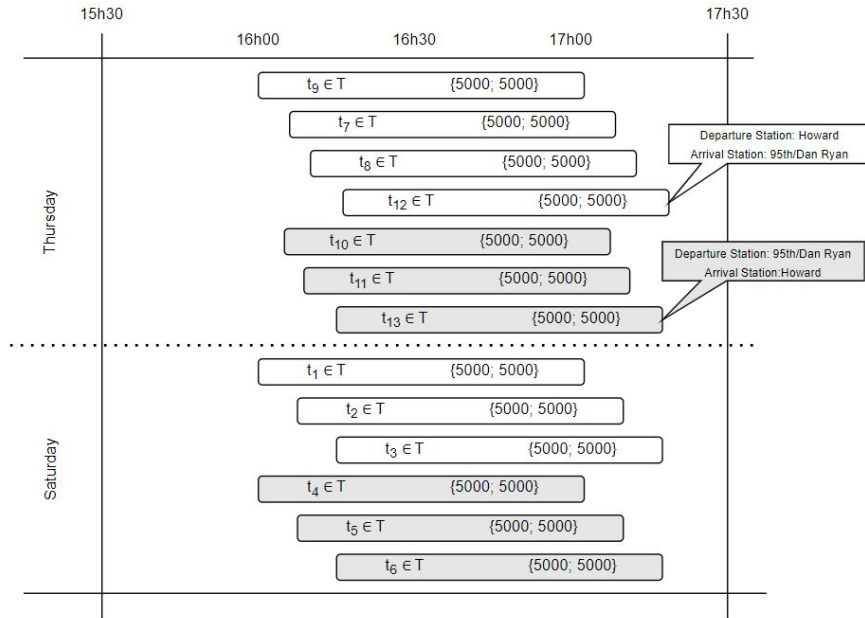 15h30
17h30
16h00
16h30
17h00
Thursday
t9 ∈ T {5000; 5000}
t7 ∈ T {5000; 5000}
Departure Station: Howard
Arrival Station: 95th/Dan Ryan
t8 ∈ T {5000; 5000}
t12 ∈ T {5000; 5000}
t10 ∈ T {5000; 5000}
Departure Station: 95th/Dan Ryan
Arrival Station:Howard
t11 ∈ T {5000; 5000}
t13 ∈ T {5000; 5000}
Saturday
t1 ∈ T {5000; 5000}
t2 ∈ T {5000; 5000}
t3 ∈ T {5000; 5000}
t4 ∈ T {5000; 5000}
t5 ∈ T {5000; 5000}
t6 ∈ T {5000; 5000}